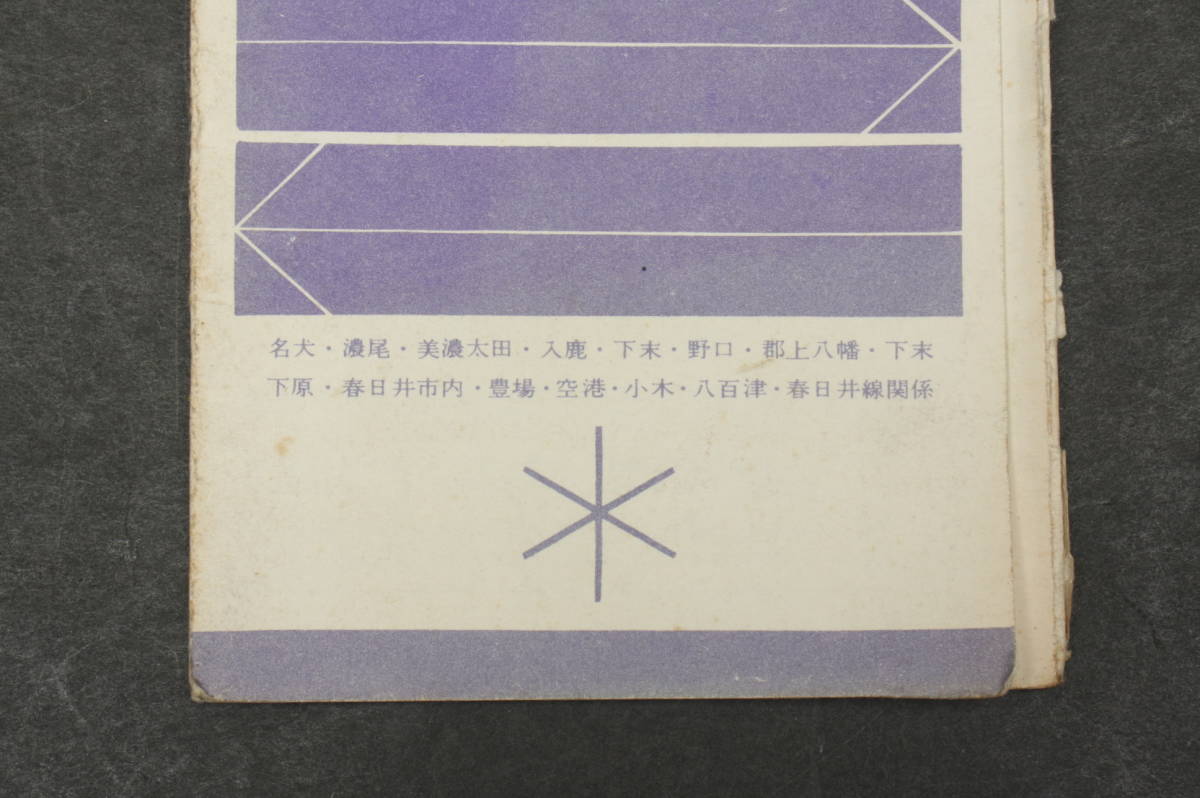 名犬・濃尾・美濃太田・入鹿・下末・野口・郡上八幡・下末
下原・春日井市内・豊場・空港・小木・八百津・春日井線関係